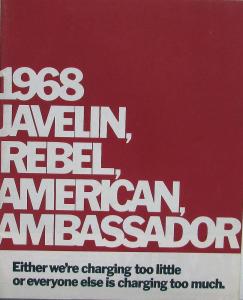 1968
JAVELIN,
REBEL,
AMERICAN,
AMBASSADOR
Either we're charging too little
or everyone else is charging too much.